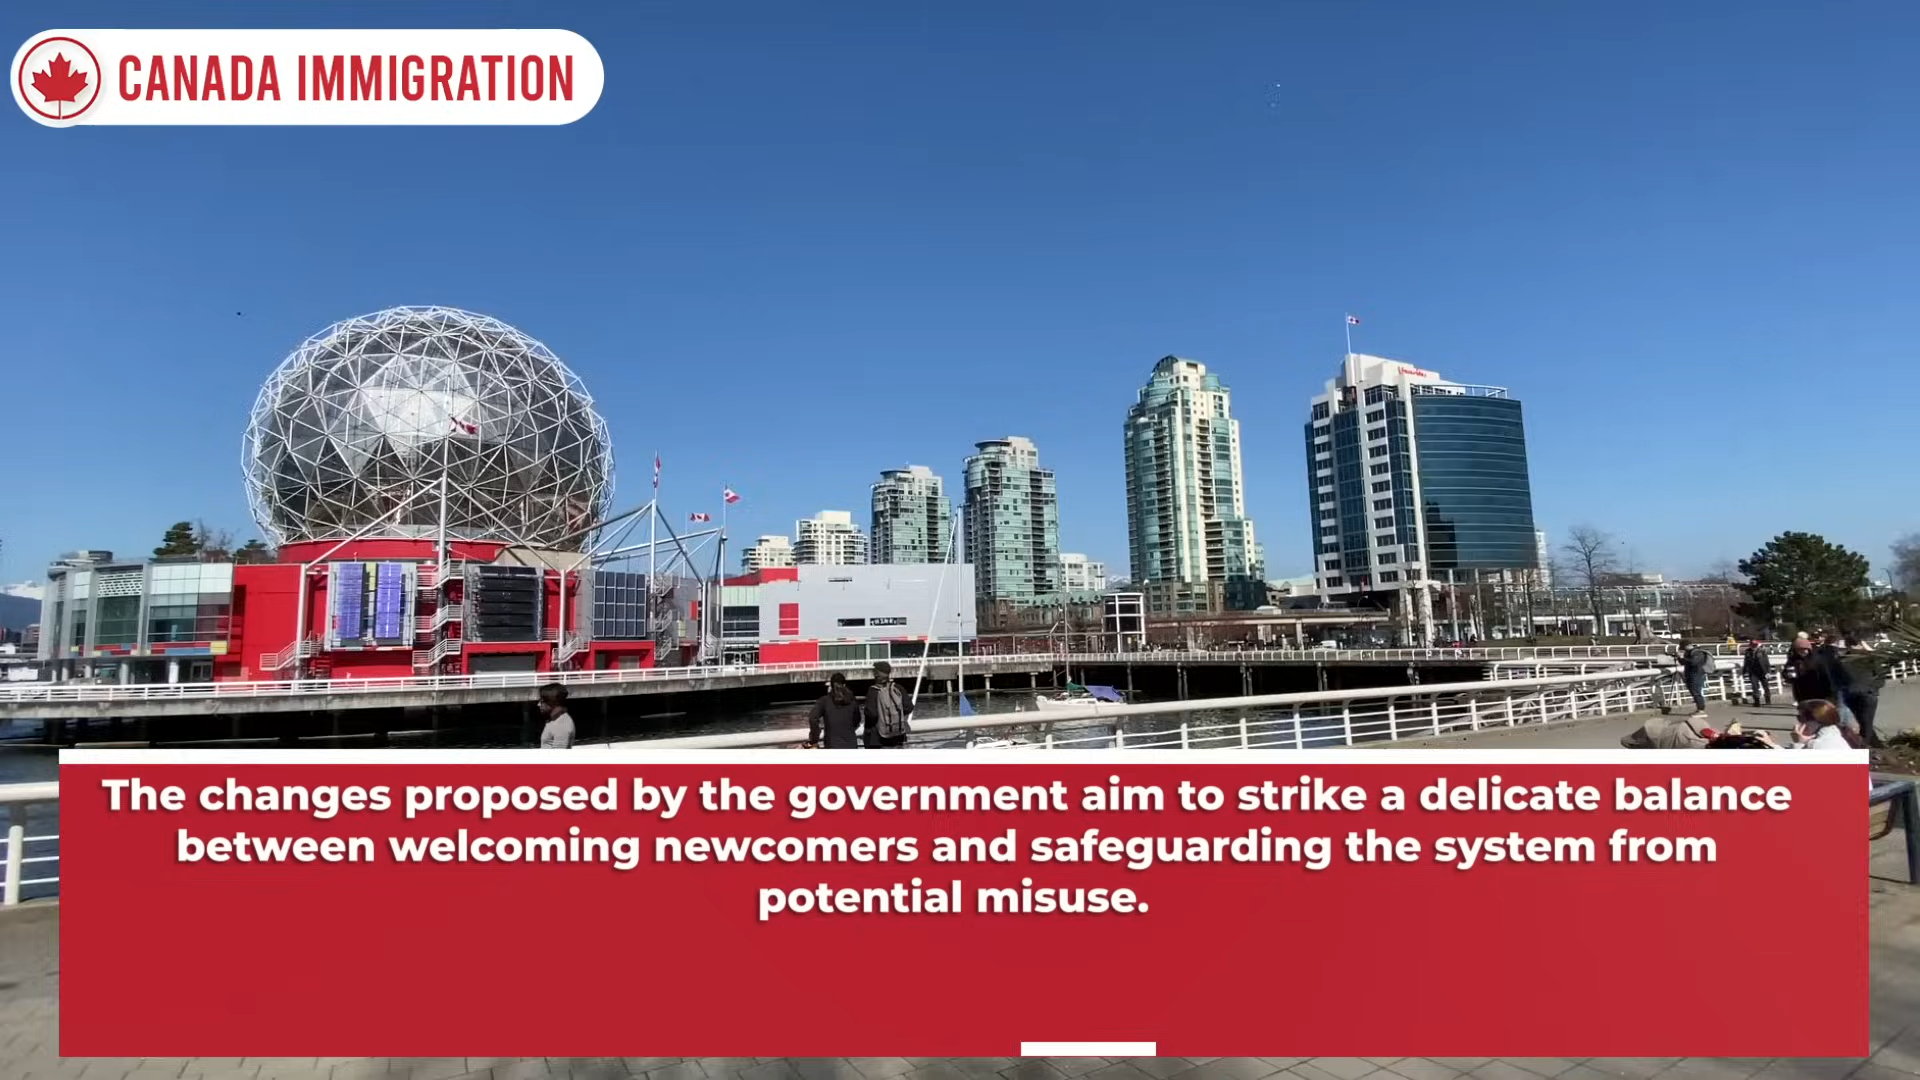 CANADA IMMIGRATION
The changes proposed by the government aim to strike a delicate balance
between welcoming newcomers and safeguarding the system from
potential misuse.